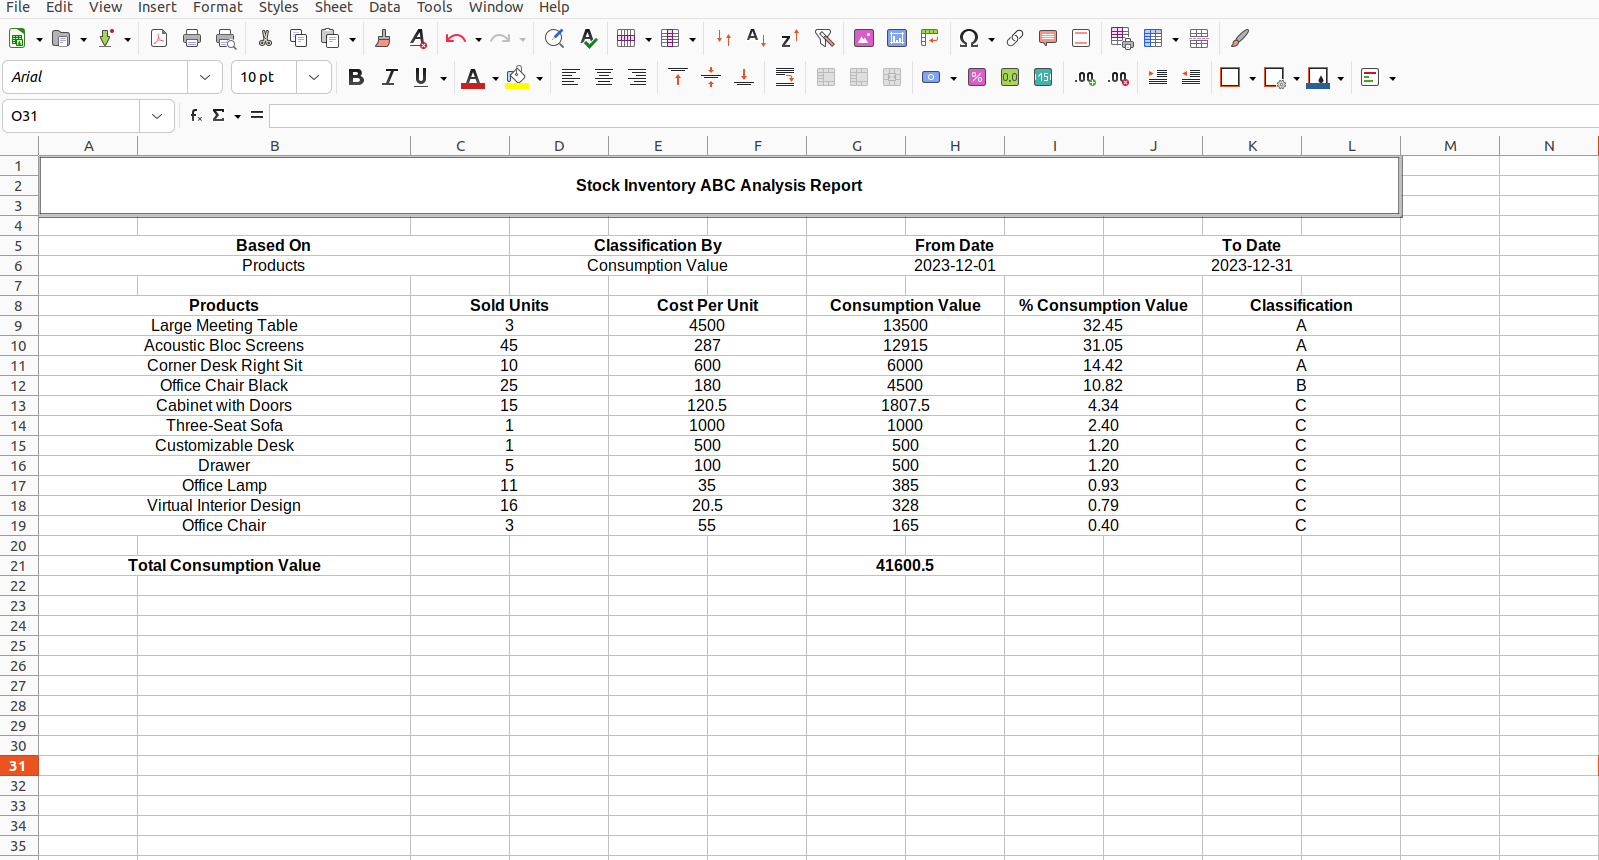 File Edit View Insert Format Styles Sheet Data Tools Window Help
Arial 10 pt B I U A % 0.0 .00 .00
O31 fx Σ =
A B C D E F G H I J K L M N
1
2 Stock Inventory ABC Analysis Report
3
4
5 Based On Classification By From Date To Date
6 Products Consumption Value 2023-12-01 2023-12-31
7
8 Products Sold Units Cost Per Unit Consumption Value % Consumption Value Classification
9 Large Meeting Table 3 4500 13500 32.45 A
10 Acoustic Bloc Screens 45 287 12915 31.05 A
11 Corner Desk Right Sit 10 600 6000 14.42 A
12 Office Chair Black 25 180 4500 10.82 B
13 Cabinet with Doors 15 120.5 1807.5 4.34 C
14 Three-Seat Sofa 1 1000 1000 2.40 C
15 Customizable Desk 1 500 500 1.20 C
16 Drawer 5 100 500 1.20 C
17 Office Lamp 11 35 385 0.93 C
18 Virtual Interior Design 16 20.5 328 0.79 C
19 Office Chair 3 55 165 0.40 C
20
21 Total Consumption Value 41600.5
22
23
24
25
26
27
28
29
30
31
32
33
34
35